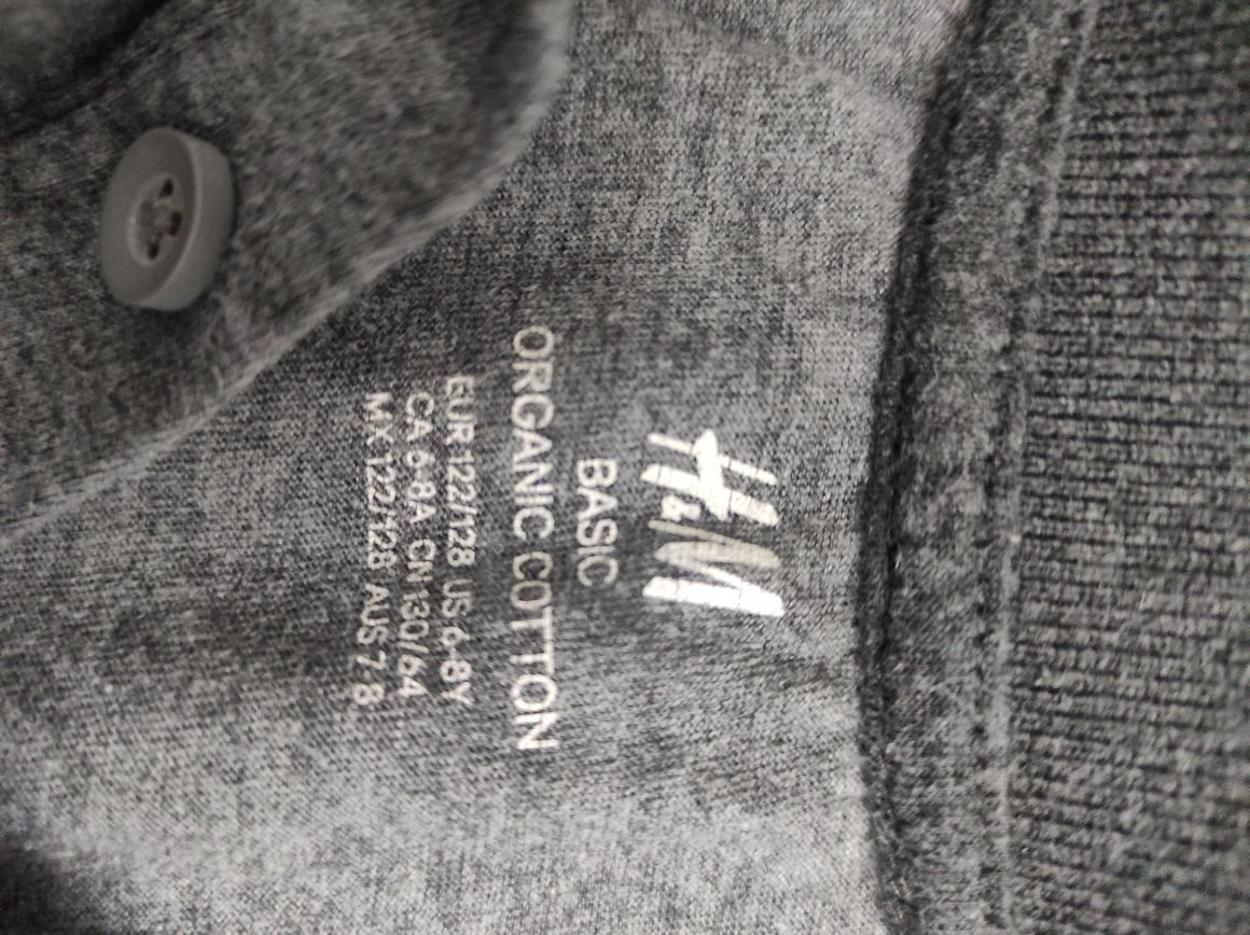 H&M
BASIC
ORGANIC COTTON
EUR 122/128 US 6-8Y
CA 6-8A CN 130/64
MX 122/128 AUS 7-8